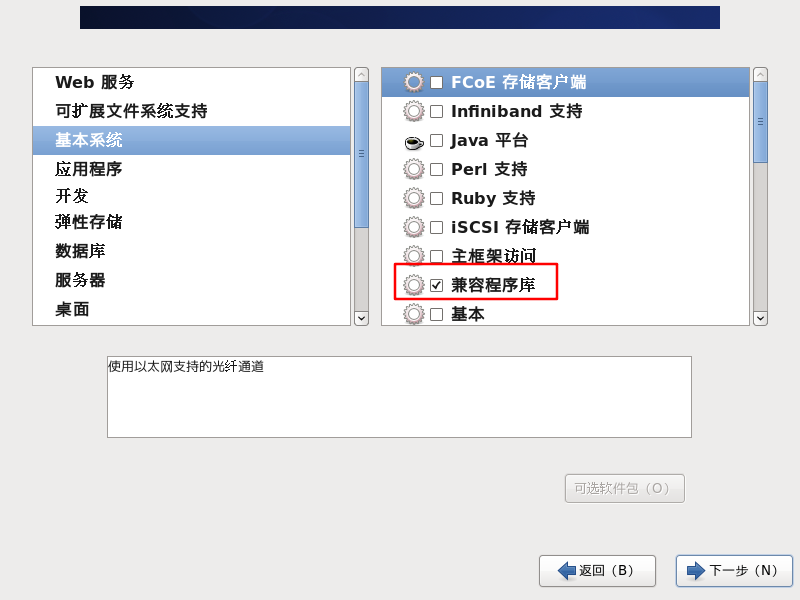 Web 服务
可扩展文件系统支持
基本系统
应用程序
开发
弹性存储
数据库
服务器
桌面
FCoE 存储客户端
Infiniband 支持
Java 平台
Perl 支持
Ruby 支持
iSCSI 存储客户端
主框架访问
兼容程序库
基本
使用以太网支持的光纤通道
可选软件包（O）
返回（B）
下一步（N）